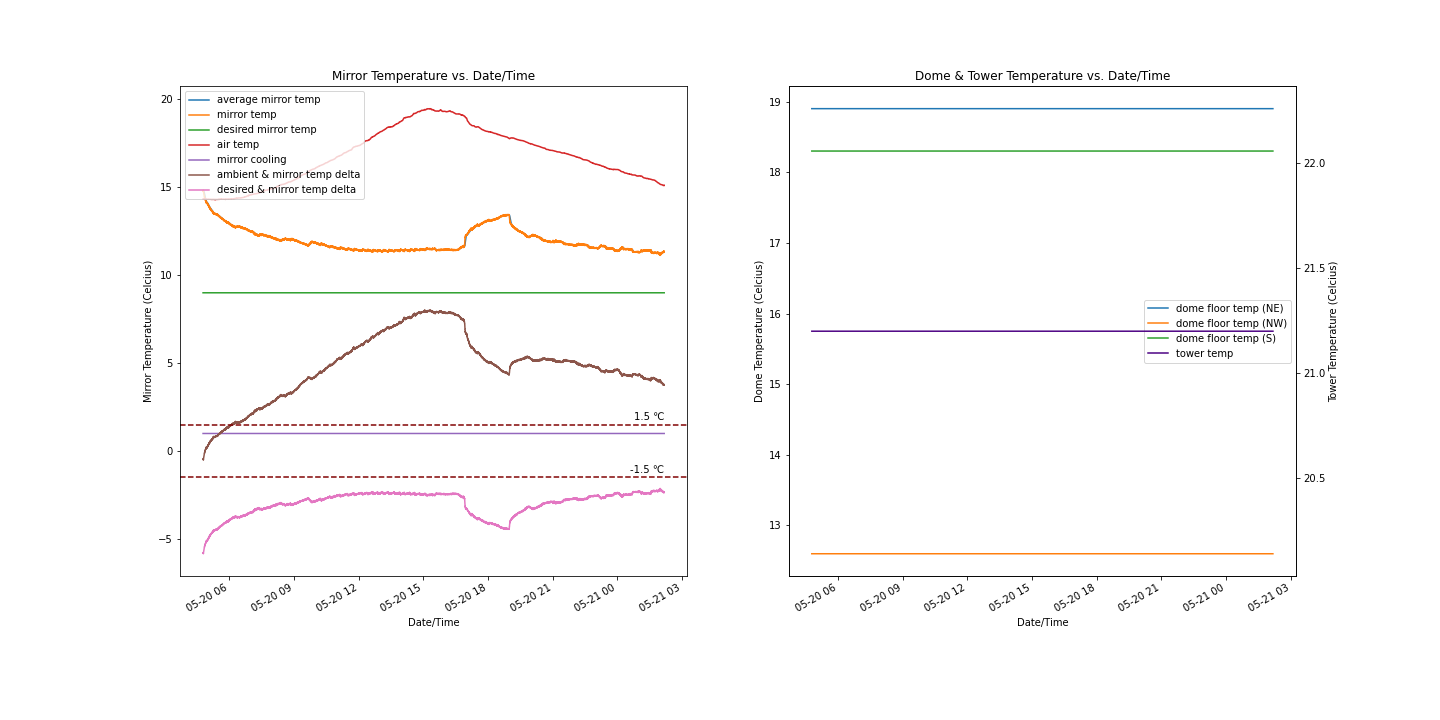 Mirror Temperature vs. Date/Time
average mirror temp
mirror temp
desired mirror temp
air temp
mirror cooling
ambient & mirror temp delta
desired & mirror temp delta
1.5 °C
-1.5 °C
20
15
10
5
0
−5
Mirror Temperature (Celcius)
05-20 06
05-20 09
05-20 12
05-20 15
05-20 18
05-20 21
05-21 00
05-21 03
Date/Time
Dome & Tower Temperature vs. Date/Time
19
18
17
16
15
14
13
Dome Temperature (Celcius)
dome floor temp (NE)
dome floor temp (NW)
dome floor temp (S)
tower temp
22.0
21.5
21.0
20.5
Tower Temperature (Celcius)
05-20 06
05-20 09
05-20 12
05-20 15
05-20 18
05-20 21
05-21 00
05-21 03
Date/Time